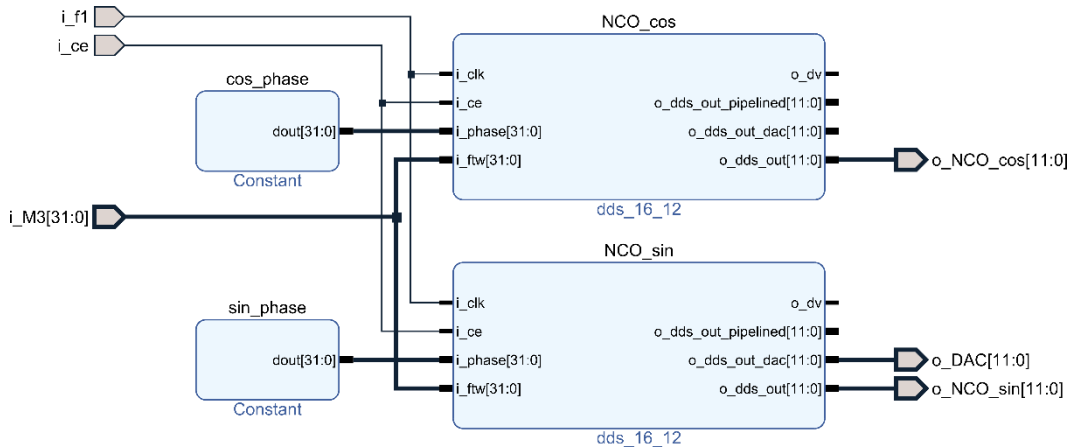 i_f1
i_ce
NCO_cos
i_clk
o_dv
cos_phase
i_ce
o_dds_out_pipelined[11:0]
dout[31:0]
i_phase[31:0]
o_dds_out_dac[11:0]
i_ftw[31:0]
o_dds_out[11:0]
o_NCO_cos[11:0]
Constant
dds_16_12
i_M3[31:0]
NCO_sin
i_clk
o_dv
sin_phase
i_ce
o_dds_out_pipelined[11:0]
dout[31:0]
i_phase[31:0]
o_dds_out_dac[11:0]
o_DAC[11:0]
i_ftw[31:0]
o_dds_out[11:0]
o_NCO_sin[11:0]
Constant
dds_16_12